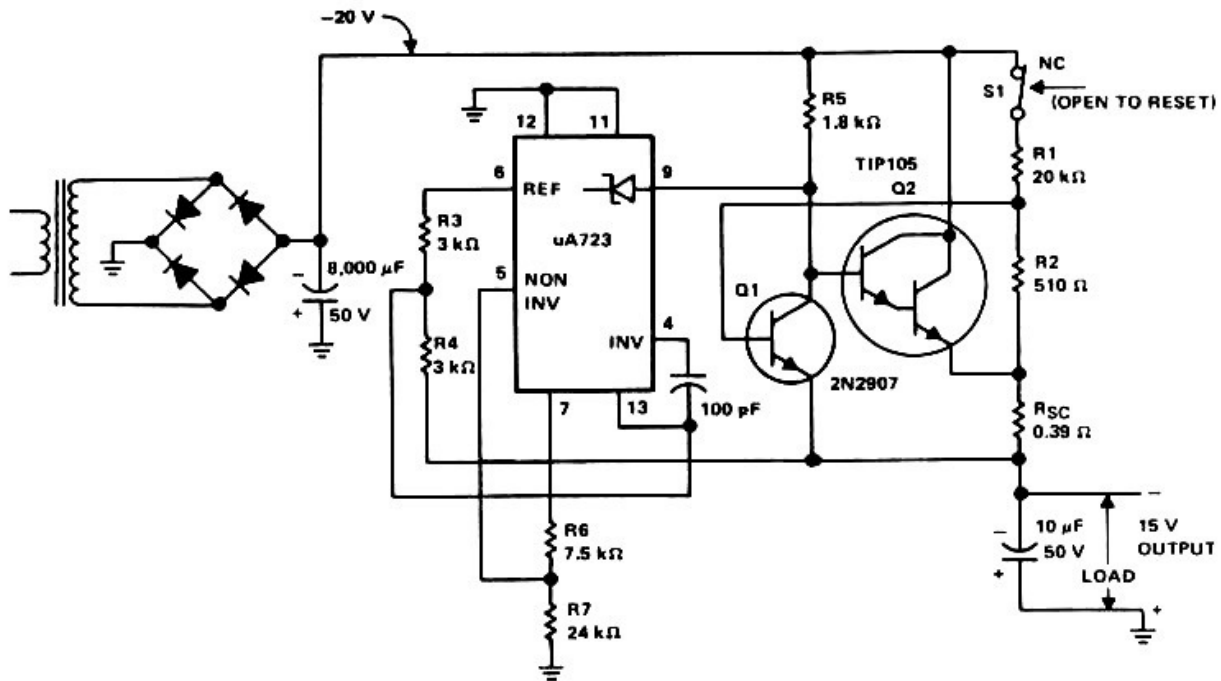 −20 V
NC
S1
(OPEN TO RESET)
R5
1.8 kΩ
12
11
R1
20 kΩ
TIP105
Q2
6
REF
9
R3
3 kΩ
uA723
R2
510 Ω
−
8,000 μF
5
NON
INV
+
50 V
Q1
4
R4
3 kΩ
INV
2N2907
7
13
100 pF
RSC
0.39 Ω
R6
7.5 kΩ
−
10 μF
50 V
+
−
15 V
OUTPUT
LOAD
R7
24 kΩ
+